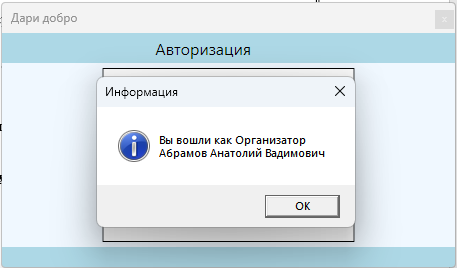 Дари добро
Авторизация
Информация
Вы вошли как Организатор
Абрамов Анатолий Вадимович
ОК